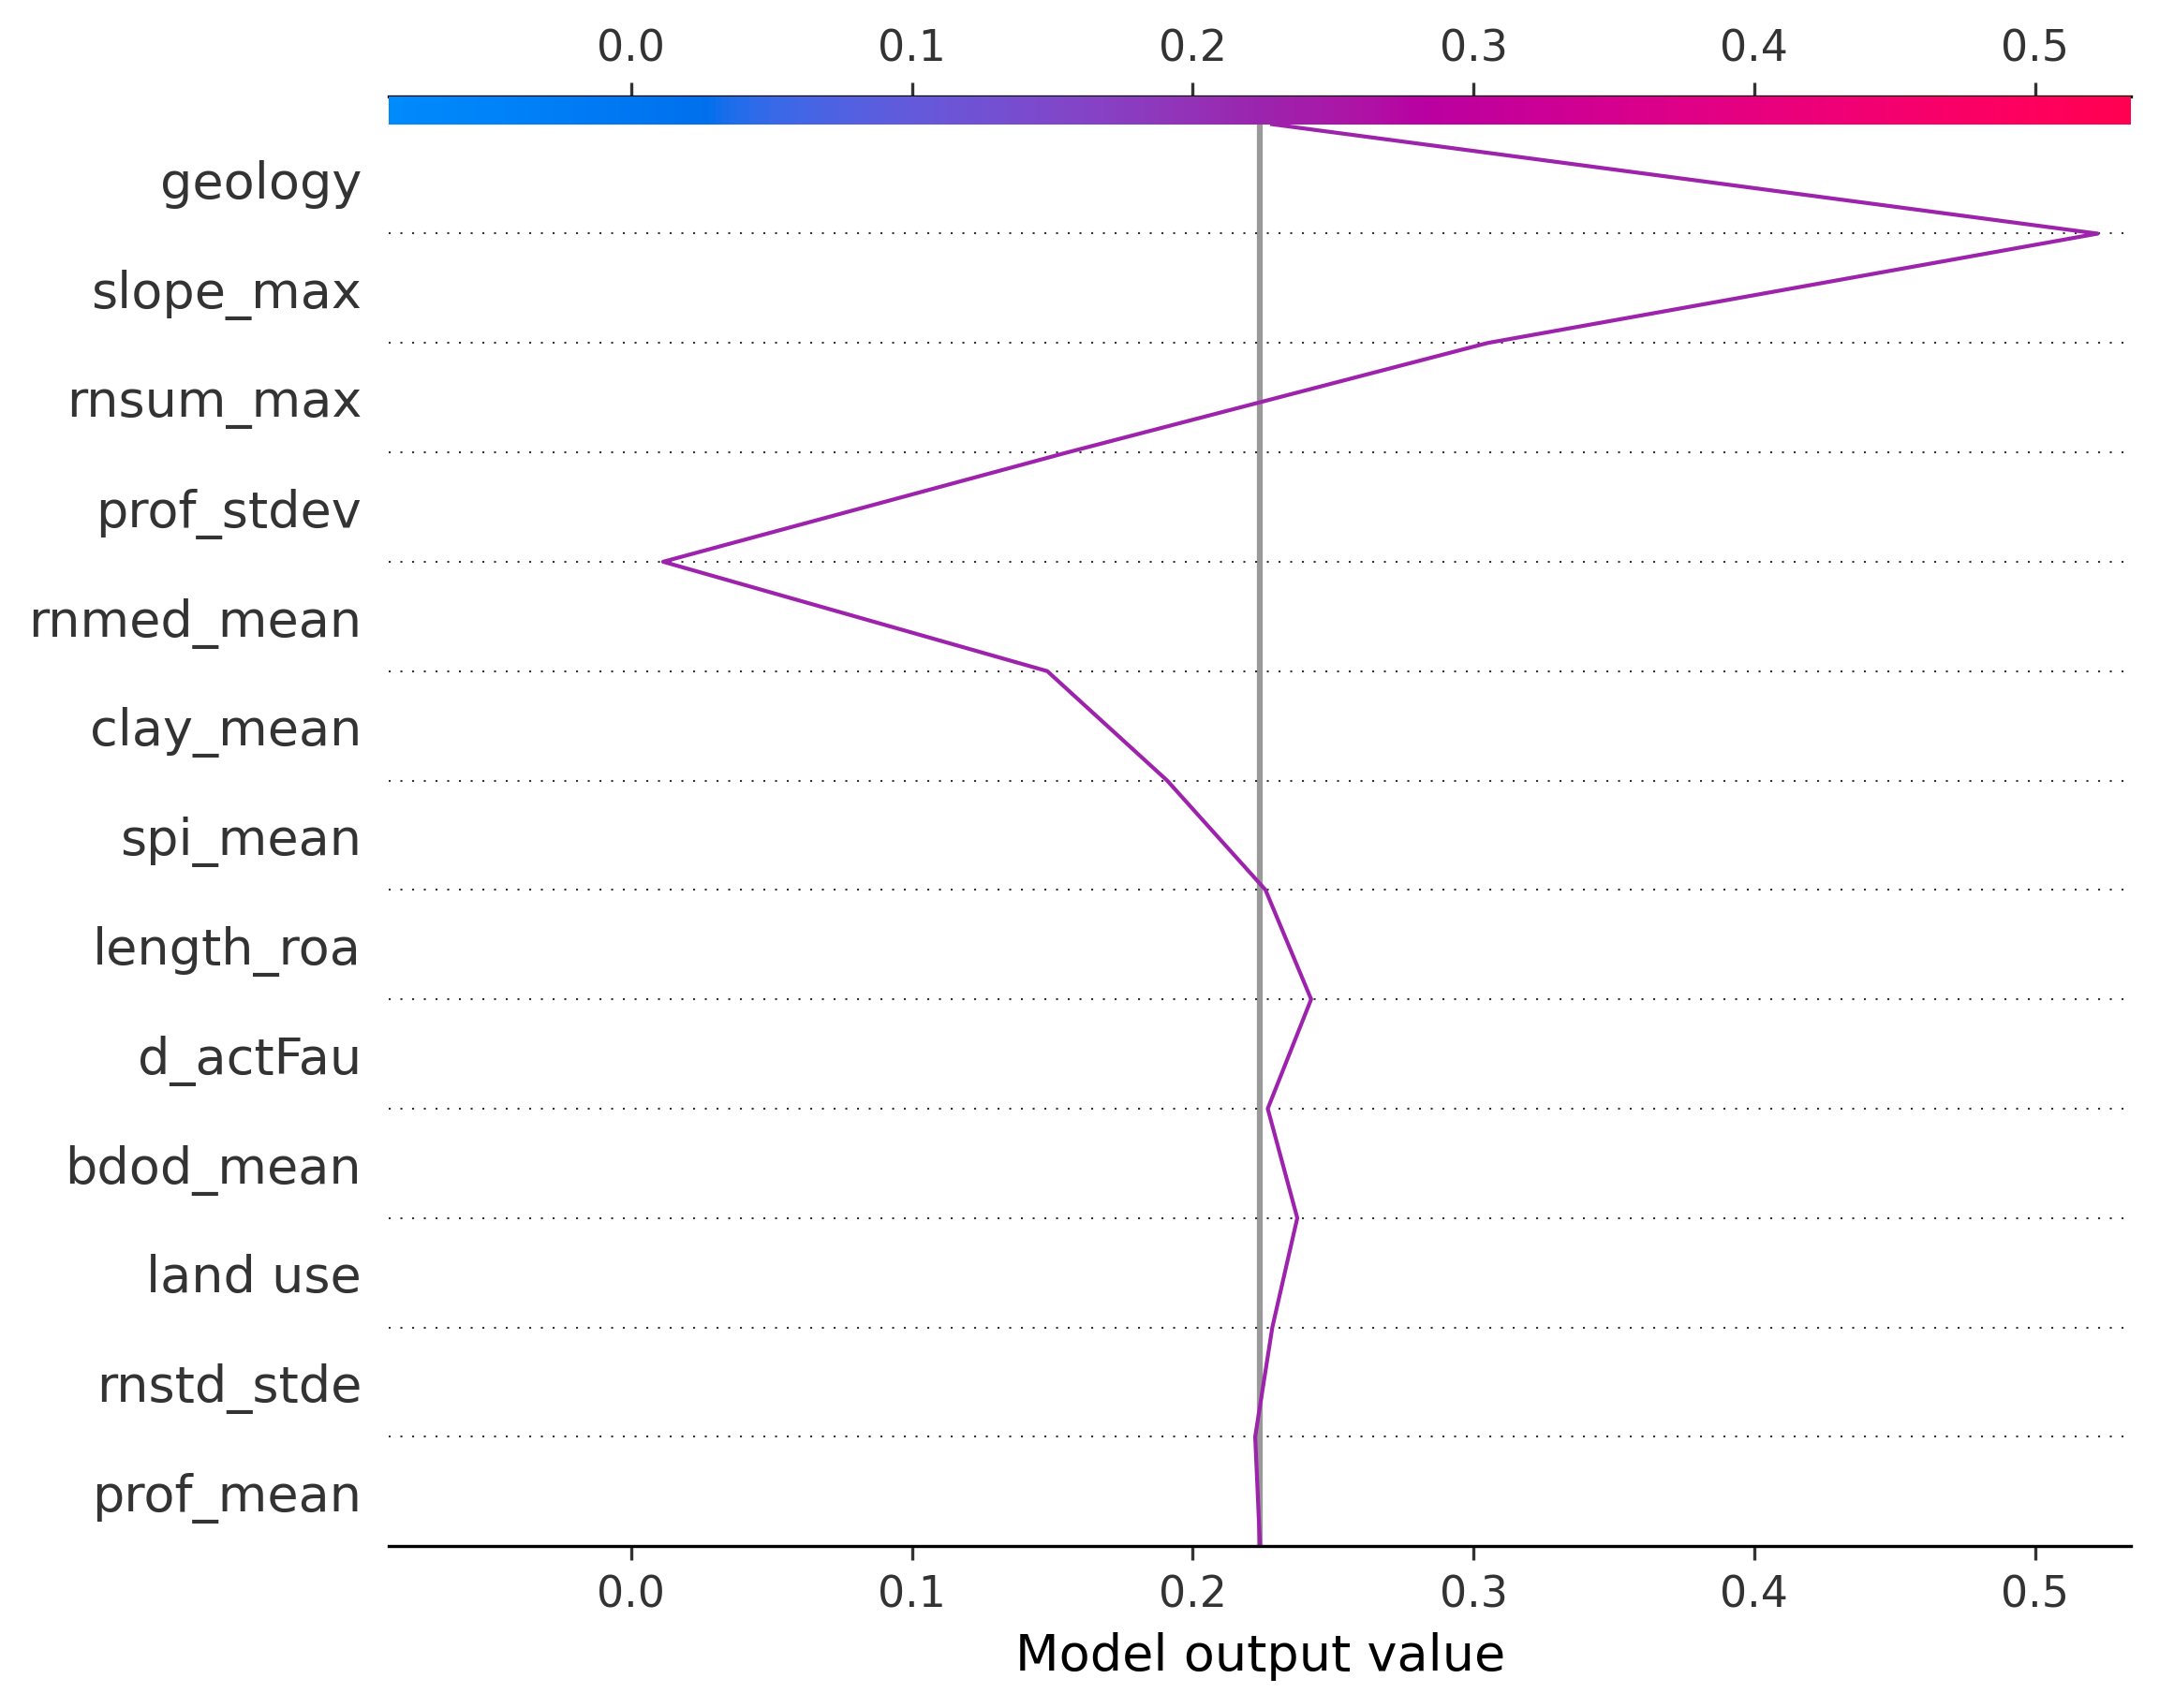 0.0 0.1 0.2 0.3 0.4 0.5
geology
slope_max
rnsum_max
prof_stdev
rnmed_mean
clay_mean
spi_mean
length_roa
d_actFau
bdod_mean
land use
rnstd_stde
prof_mean
0.0 0.1 0.2 0.3 0.4 0.5
Model output value